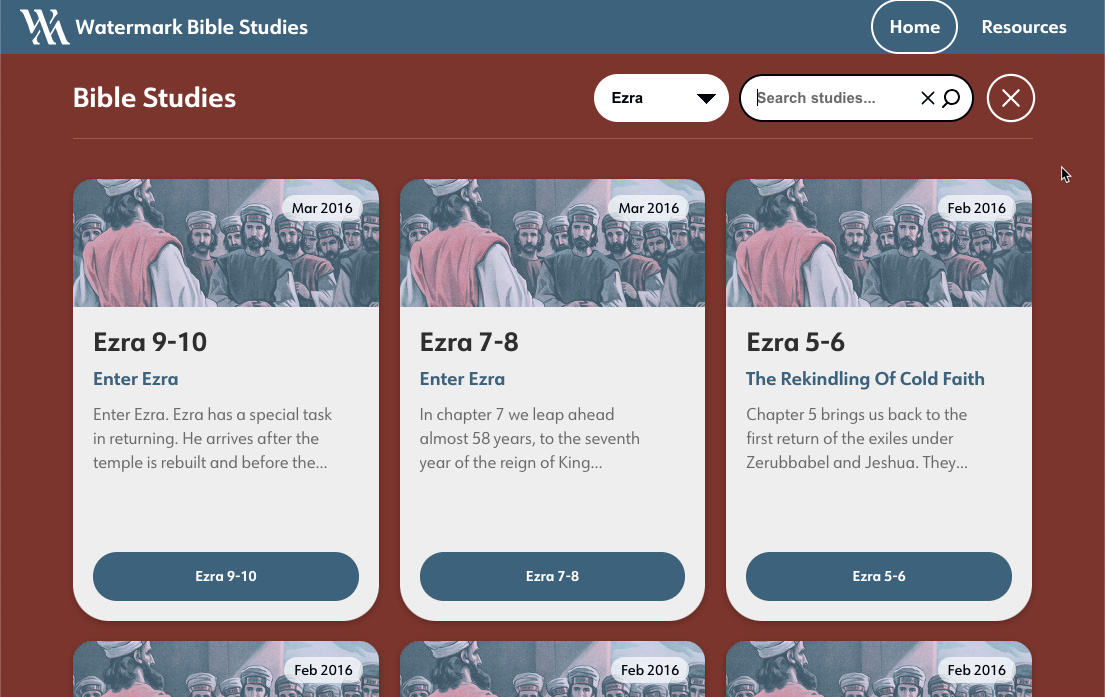 Watermark Bible Studies
Home
Resources
Bible Studies
Ezra
Search studies...
Mar 2016
Mar 2016
Feb 2016
Ezra 9-10
Enter Ezra
Enter Ezra. Ezra has a special task
in returning. He arrives after the
temple is rebuilt and before the...
Ezra 9-10
Ezra 7-8
Enter Ezra
In chapter 7 we leap ahead
almost 58 years, to the seventh
year of the reign of King...
Ezra 7-8
Ezra 5-6
The Rekindling Of Cold Faith
Chapter 5 brings us back to the
first return of the exiles under
Zerubbabel and Jeshua. They...
Ezra 5-6
Feb 2016
Feb 2016
Feb 2016